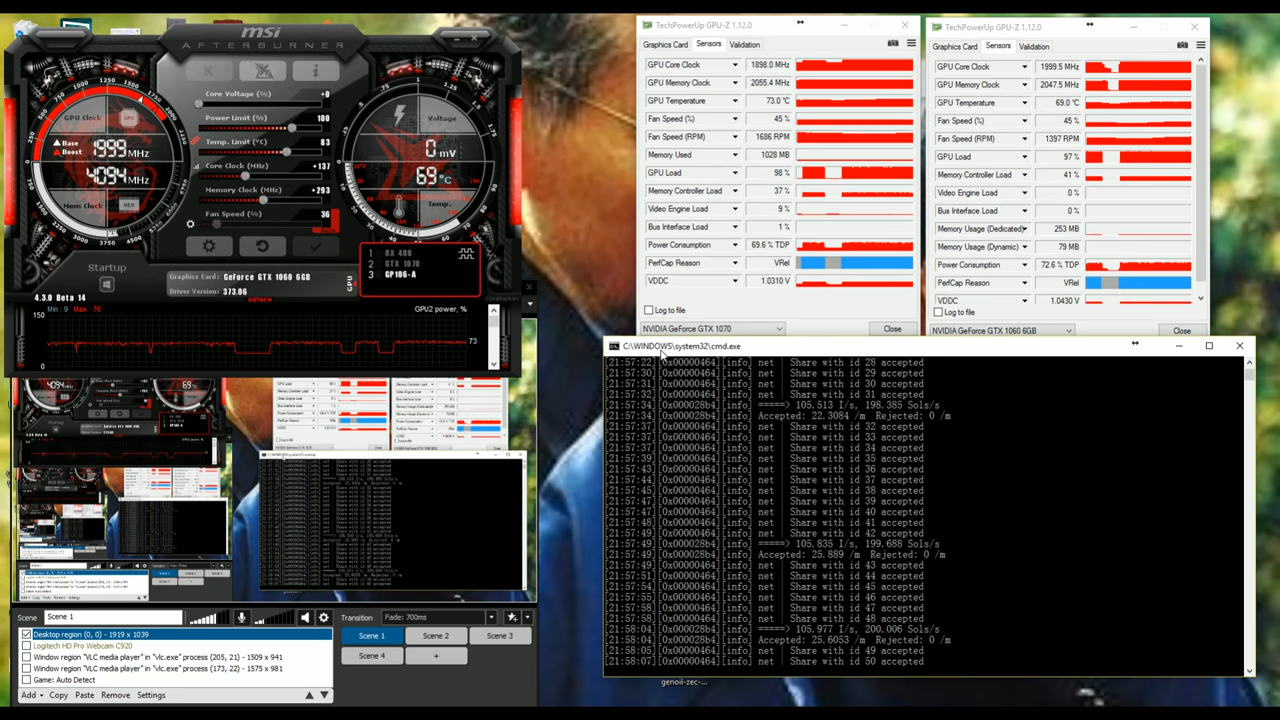 msi
AFTERBURNER
GPU Clock
GPU
Base
Boost
1999 MHz
4094 MHz
Mem Clock
MEM
Core Voltage (%)
+0
Power Limit (%)
100
Temp. Limit (°C)
83
Core Clock (MHz)
+137
Memory Clock (MHz)
+293
Fan Speed (%)
36
Auto
Voltage
0 mV
69 °C
Temp.
Startup
Graphics Card: GeForce GTX 1060 6GB
Driver Version: 373.06
DETACH
GPU
1 RX 480
2 GTX 1070
3 GP106-A
4.3.0 Beta 14
Min : 9 Max : 76
GPU2 power, %
150
73
0
TechPowerUp GPU-Z 1.12.0
Graphics Card Sensors Validation
GPU Core Clock 1898.0 MHz
GPU Memory Clock 2055.4 MHz
GPU Temperature 73.0 °C
Fan Speed (%) 45 %
Fan Speed (RPM) 1686 RPM
Memory Used 1028 MB
GPU Load 98 %
Memory Controller Load 37 %
Video Engine Load 9 %
Bus Interface Load 1 %
Power Consumption 69.6 % TDP
PerfCap Reason VRel
VDDC 1.0310 V
Log to file
NVIDIA GeForce GTX 1070
Close
TechPowerUp GPU-Z 1.12.0
Graphics Card Sensors Validation
GPU Core Clock 1999.5 MHz
GPU Memory Clock 2047.5 MHz
GPU Temperature 69.0 °C
Fan Speed (%) 45 %
Fan Speed (RPM) 1397 RPM
GPU Load 97 %
Memory Controller Load 41 %
Video Engine Load 0 %
Bus Interface Load 0 %
Memory Usage (Dedicated) 253 MB
Memory Usage (Dynamic) 79 MB
Power Consumption 72.6 % TDP
PerfCap Reason VRel
VDDC 1.0430 V
Log to file
NVIDIA GeForce GTX 1060 6GB
Close
C:\WINDOWS\system32\cmd.exe
[21:57:22][0x00000464][info] net | Share with id 28 accepted
[21:57:30][0x00000464][info] net | Share with id 29 accepted
[21:57:32][0x00000464][info] net | Share with id 30 accepted
[21:57:32][0x00000464][info] net | Share with id 31 accepted
[21:57:34][0x000028b4][info] =====> 105.513 I/s, 198.385 Sols/s
[21:57:34][0x000028b4][info] Accepted: 22.3084 /m Rejected: 0 /m
[21:57:37][0x00000464][info] net | Share with id 32 accepted
[21:57:37][0x00000464][info] net | Share with id 33 accepted
[21:57:37][0x00000464][info] net | Share with id 34 accepted
[21:57:39][0x00000464][info] net | Share with id 35 accepted
[21:57:43][0x00000464][info] net | Share with id 36 accepted
[21:57:44][0x00000464][info] net | Share with id 37 accepted
[21:57:47][0x00000464][info] net | Share with id 38 accepted
[21:57:47][0x00000464][info] net | Share with id 39 accepted
[21:57:47][0x00000464][info] net | Share with id 40 accepted
[21:57:48][0x00000464][info] net | Share with id 41 accepted
[21:57:48][0x00000464][info] net | Share with id 42 accepted
[21:57:49][0x000028b4][info] =====> 105.835 I/s, 199.688 Sols/s
[21:57:49][0x000028b4][info] Accepted: 25.889 /m Rejected: 0 /m
[21:57:49][0x00000464][info] net | Share with id 43 accepted
[21:57:51][0x00000464][info] net | Share with id 44 accepted
[21:57:54][0x00000464][info] net | Share with id 45 accepted
[21:57:55][0x00000464][info] net | Share with id 46 accepted
[21:57:58][0x00000464][info] net | Share with id 47 accepted
[21:57:58][0x00000464][info] net | Share with id 48 accepted
[21:58:04][0x000028b4][info] =====> 105.977 I/s, 200.006 Sols/s
[21:58:04][0x000028b4][info] Accepted: 25.6053 /m Rejected: 0 /m
[21:58:05][0x00000464][info] net | Share with id 49 accepted
[21:58:07][0x00000464][info] net | Share with id 50 accepted
genoil-zec-...
Scene Scene 1
Transition Fade: 700ms
Desktop region (0, 0) - 1919 x 1039
Logitech HD Pro Webcam C920
Window region "VLC media player" in "vlc.exe" process (205, 21) - 1509 x 941
Window region "VLC media player" in "vlc.exe" process (173, 22) - 1575 x 981
Game: Auto Detect
Add Copy Paste Remove Settings
Scene 1 Scene 2 Scene 3
Scene 4 +